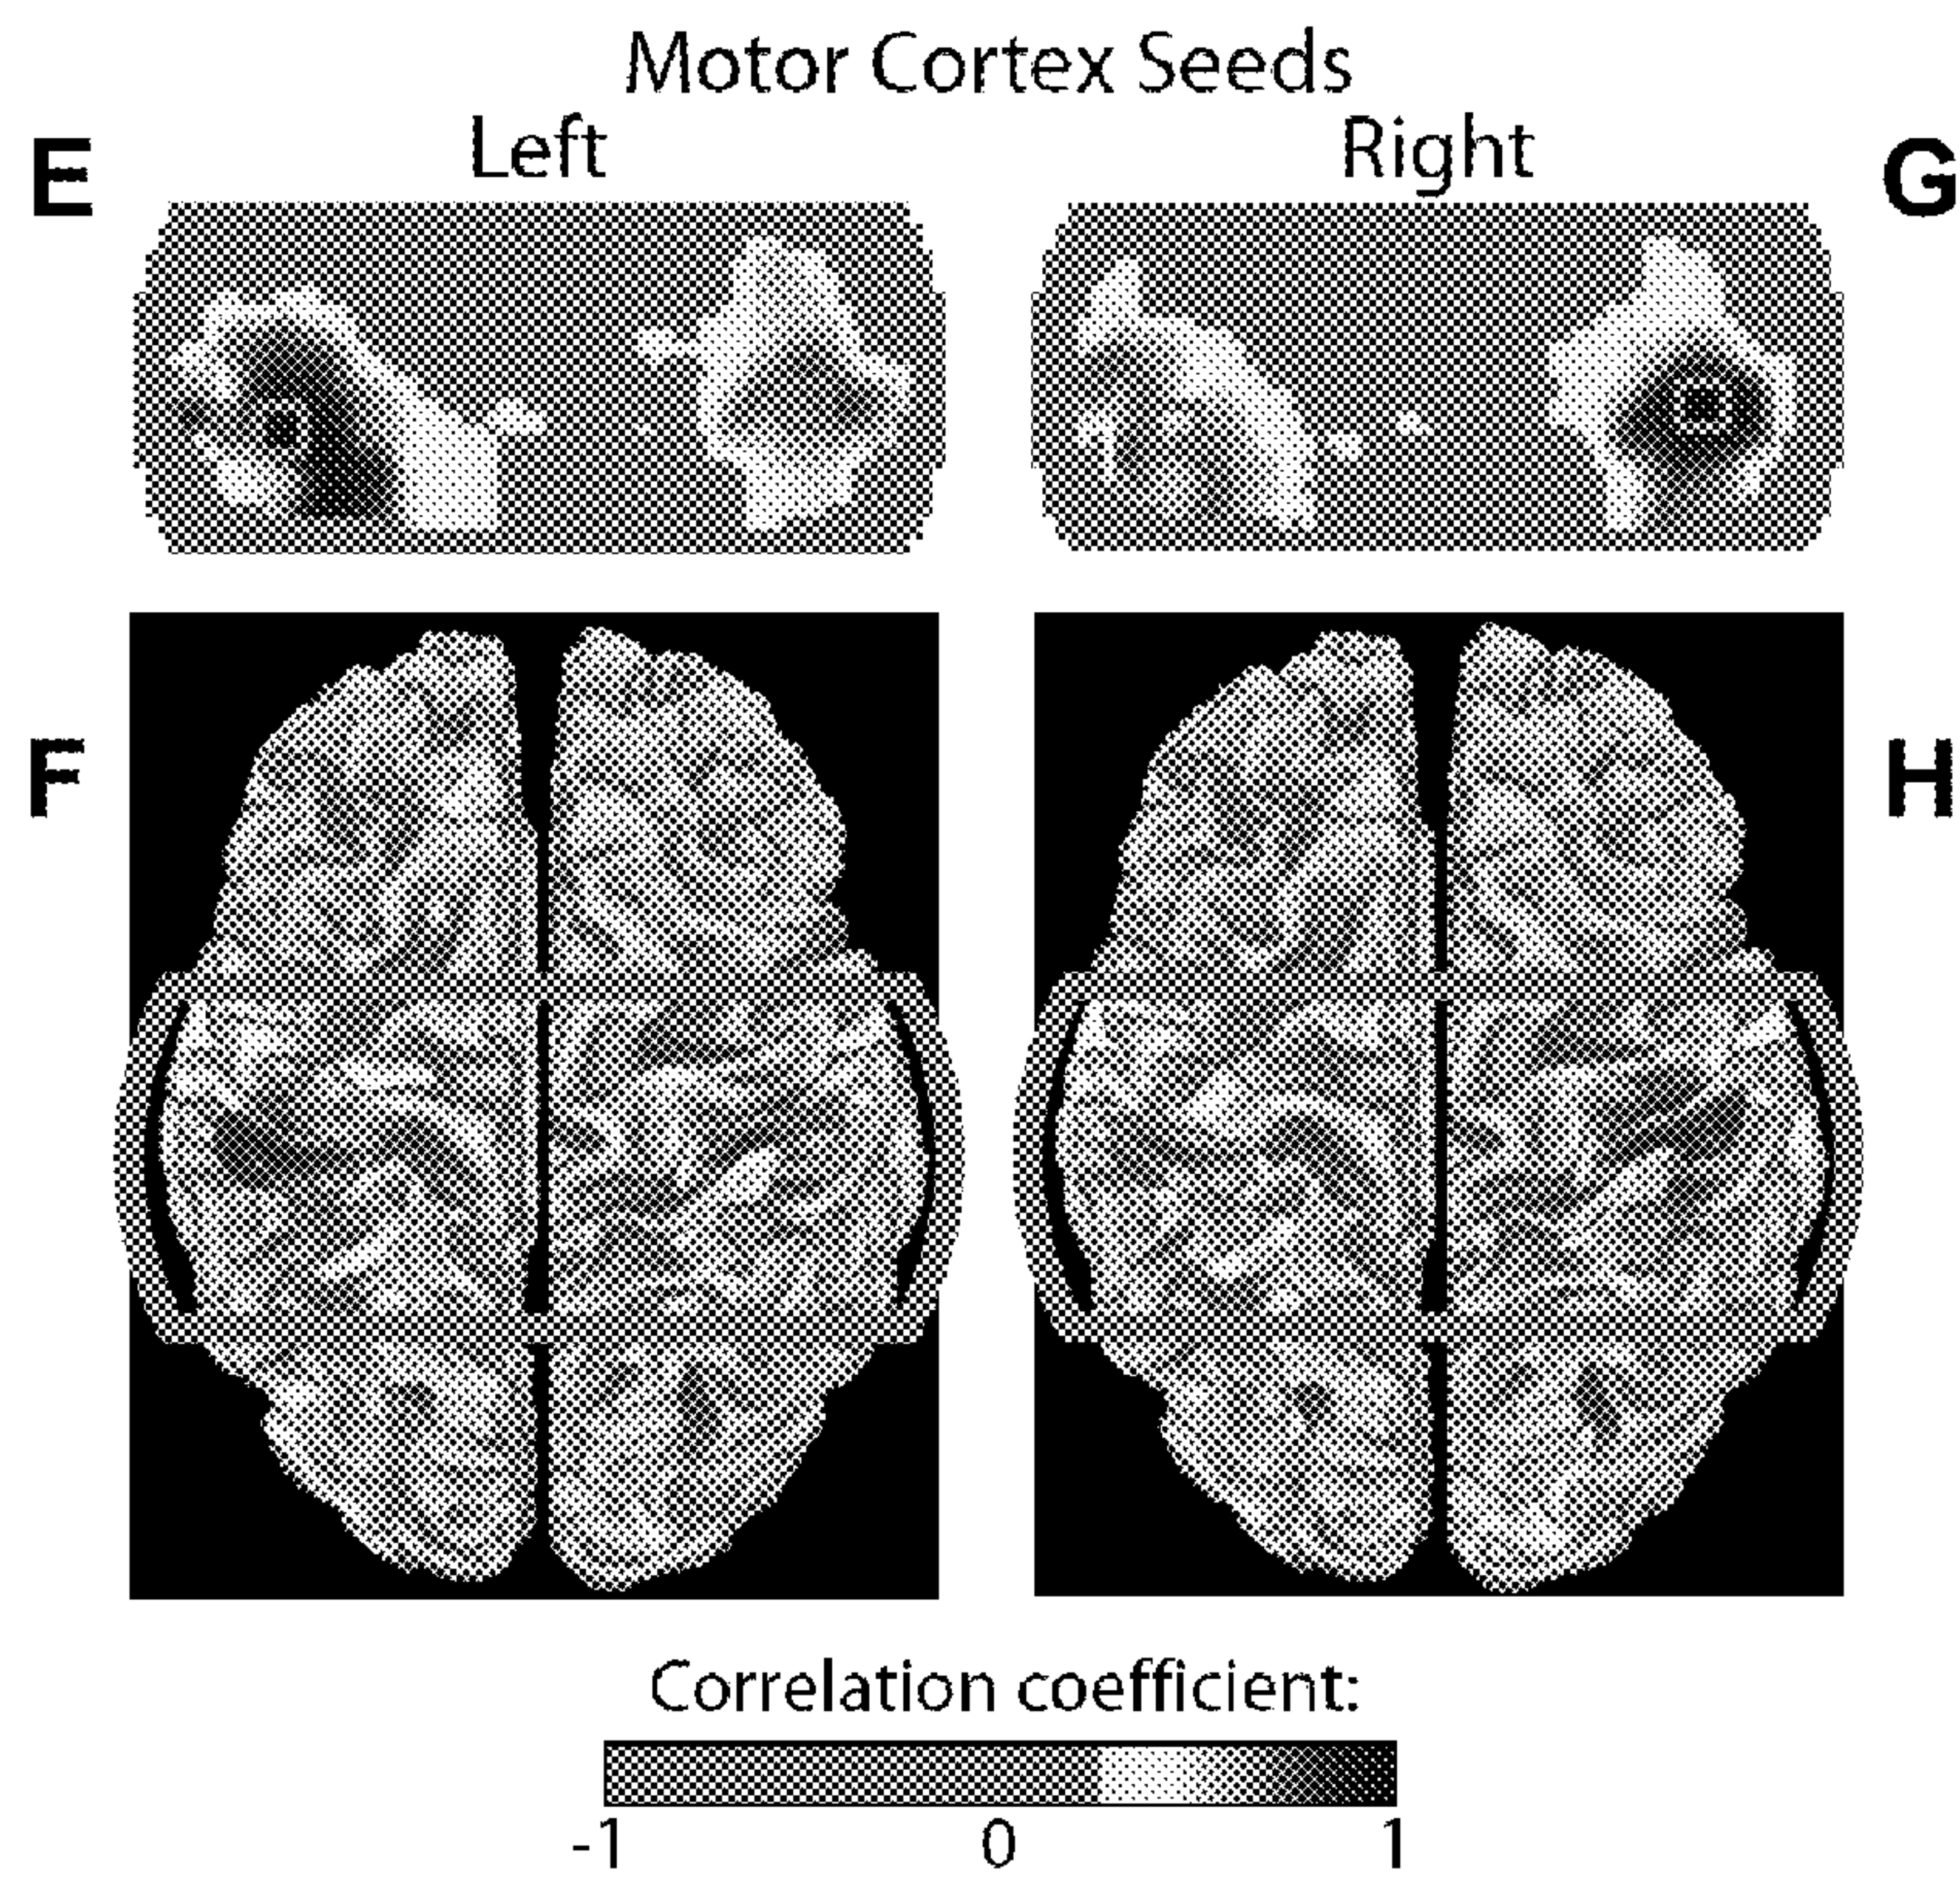 Motor Cortex Seeds
E Left Right G
F H
Correlation coefficient:
-1 0 1